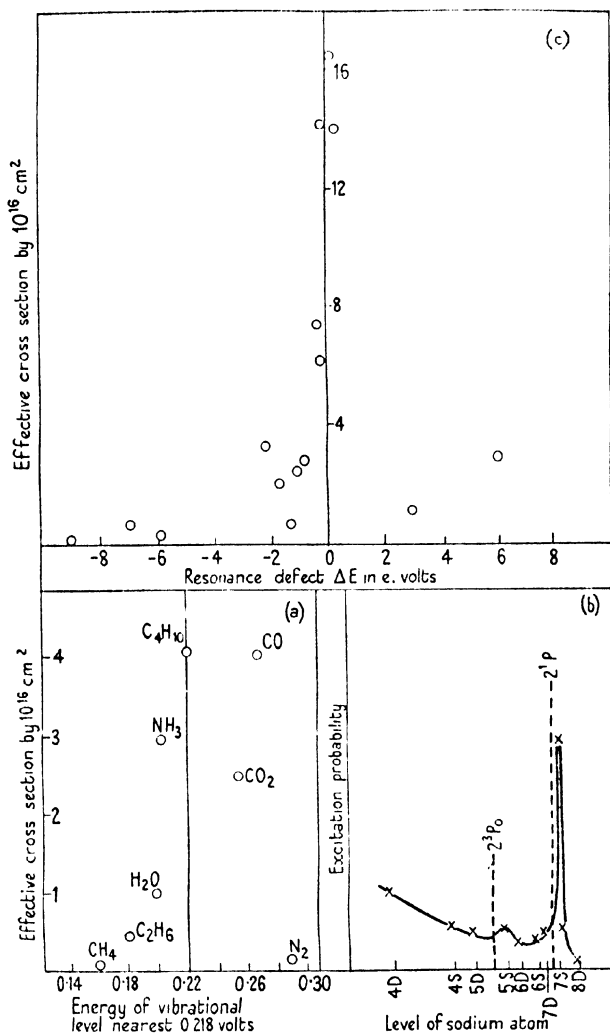 (c)
16
12
8
4
Effective cross section by 10¹⁶ cm²
-8 -6 -4 -2 0 2 4 6 8
Resonance defect ΔE in e. volts
(a)
C₄H₁₀
CO
NH₃
CO₂
H₂O
C₂H₆
CH₄
N₂
4
3
2
1
Effective cross section by 10¹⁶ cm²
0·14 0·18 0·22 0·26 0·30
Energy of vibrational
level nearest 0 218 volts
(b)
2¹P
2³P₀
Excitation probability
4D 4S 5D 5S 6D 6S 7D 7S 8D
Level of sodium atom